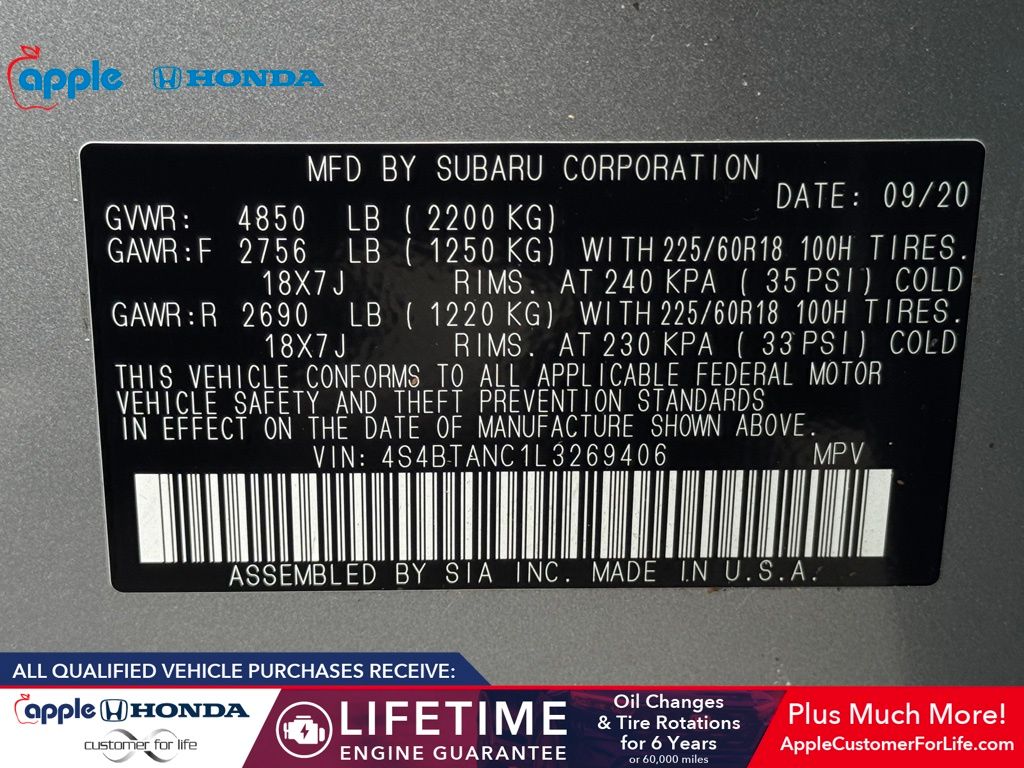 apple HONDA
MFD BY SUBARU CORPORATION
DATE: 09/20
GVWR: 4850 LB ( 2200 KG)
GAWR:F 2756 LB ( 1250 KG) WITH 225/60R18 100H TIRES.
18X7J RIMS. AT 240 KPA ( 35 PSI) COLD
GAWR:R 2690 LB ( 1220 KG) WITH 225/60R18 100H TIRES.
18X7J RIMS. AT 230 KPA ( 33 PSI) COLD
THIS VEHICLE CONFORMS TO ALL APPLICABLE FEDERAL MOTOR
VEHICLE SAFETY AND THEFT PREVENTION STANDARDS
IN EFFECT ON THE DATE OF MANUFACTURE SHOWN ABOVE.
VIN: 4S4BTANC1L3269406 MPV
ASSEMBLED BY SIA INC. MADE IN U.S.A.
ALL QUALIFIED VEHICLE PURCHASES RECEIVE:
apple HONDA
customer for life
LIFETIME
ENGINE GUARANTEE
Oil Changes
& Tire Rotations
for 6 Years
or 60,000 miles
Plus Much More!
AppleCustomerForLife.com